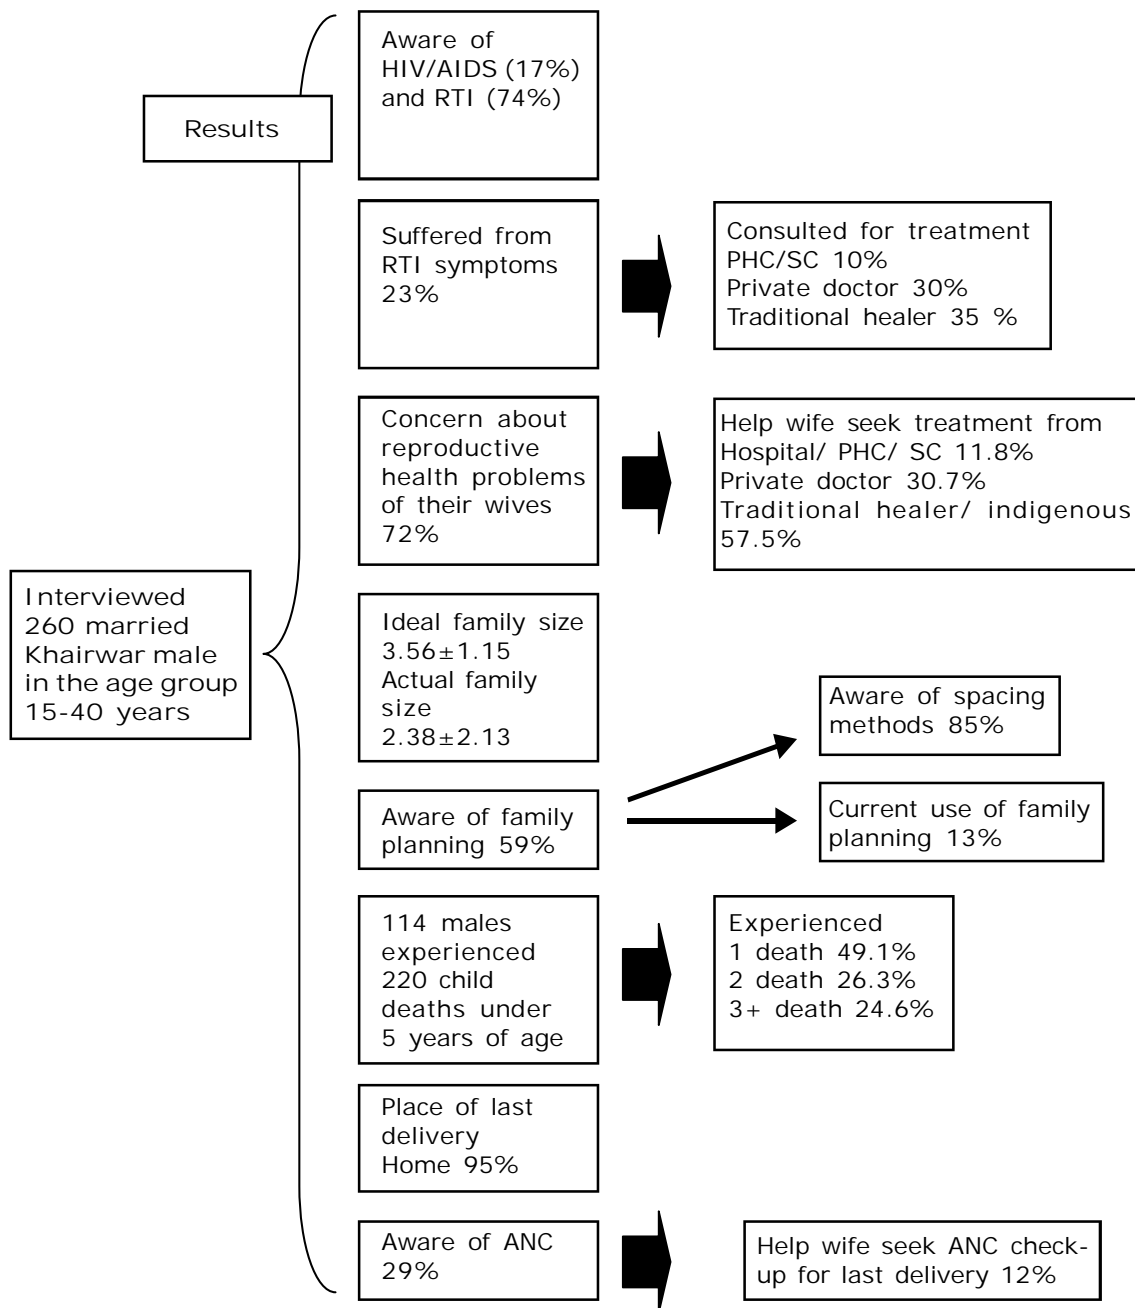 Results
Interviewed
260 married
Khairwar male
in the age group
15-40 years
Aware of
HIV/AIDS (17%)
and RTI (74%)
Suffered from
RTI symptoms
23%
Consulted for treatment
PHC/SC 10%
Private doctor 30%
Traditional healer 35 %
Concern about
reproductive
health problems
of their wives
72%
Help wife seek treatment from
Hospital/ PHC/ SC 11.8%
Private doctor 30.7%
Traditional healer/ indigenous
57.5%
Ideal family size
3.56±1.15
Actual family
size
2.38±2.13
Aware of family
planning 59%
Aware of spacing
methods 85%
Current use of family
planning 13%
114 males
experienced
220 child
deaths under
5 years of age
Experienced
1 death 49.1%
2 death 26.3%
3+ death 24.6%
Place of last
delivery
Home 95%
Aware of ANC
29%
Help wife seek ANC check-
up for last delivery 12%